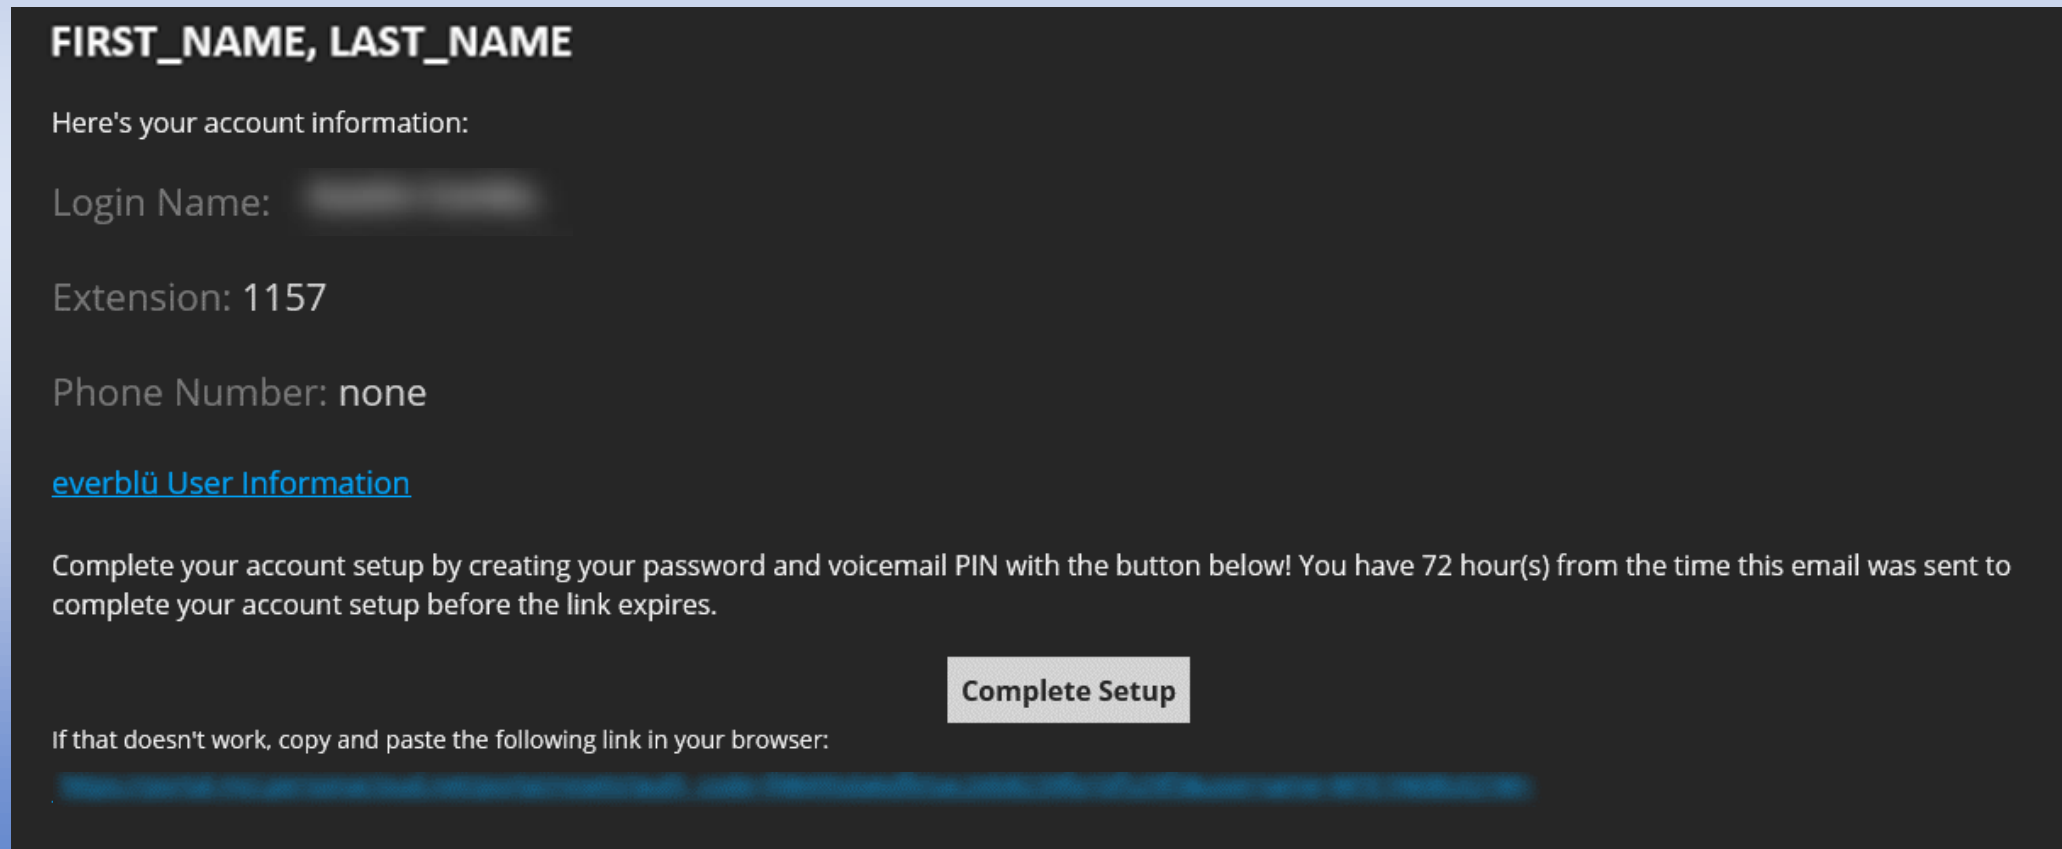 FIRST_NAME, LAST_NAME
Here's your account information:
Login Name:
Extension: 1157
Phone Number: none
everblü User Information
Complete your account setup by creating your password and voicemail PIN with the button below! You have 72 hour(s) from the time this email was sent to
complete your account setup before the link expires.
Complete Setup
If that doesn't work, copy and paste the following link in your browser: